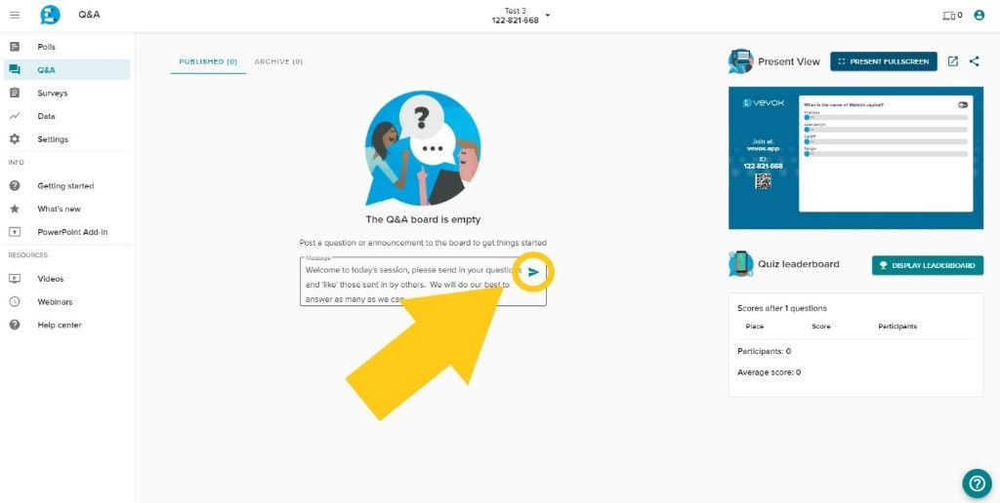 Q&A
Test 3
122-821-668
0
Polls
Q&A
Surveys
Data
Settings
INFO
Getting started
What's new
PowerPoint Add-In
RESOURCES
Videos
Webinars
Help center
PUBLISHED (0)
ARCHIVE (0)
?
The Q&A board is empty
Post a question or announcement to the board to get things started
Message
Welcome to today's session, please send in your questions
and 'like' those sent in by others. We will do our best to
answer as many as we can
Present View
PRESENT FULLSCREEN
vevox
Join at:
vevox.app
ID:
122-821-668
What is the name of Wales's capital?
Swansea
Cardiff
Bangor
Quiz leaderboard
DISPLAY LEADERBOARD
Scores after 1 questions
Place
Score
Participants
Participants: 0
Average score: 0